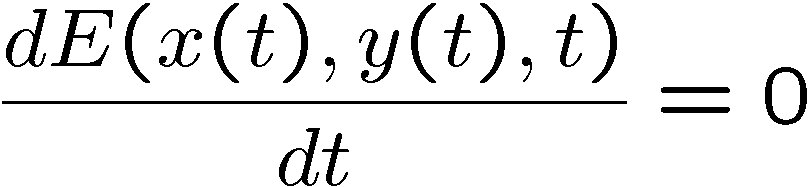 dE(x(t), y(t), t)
dt
= 0